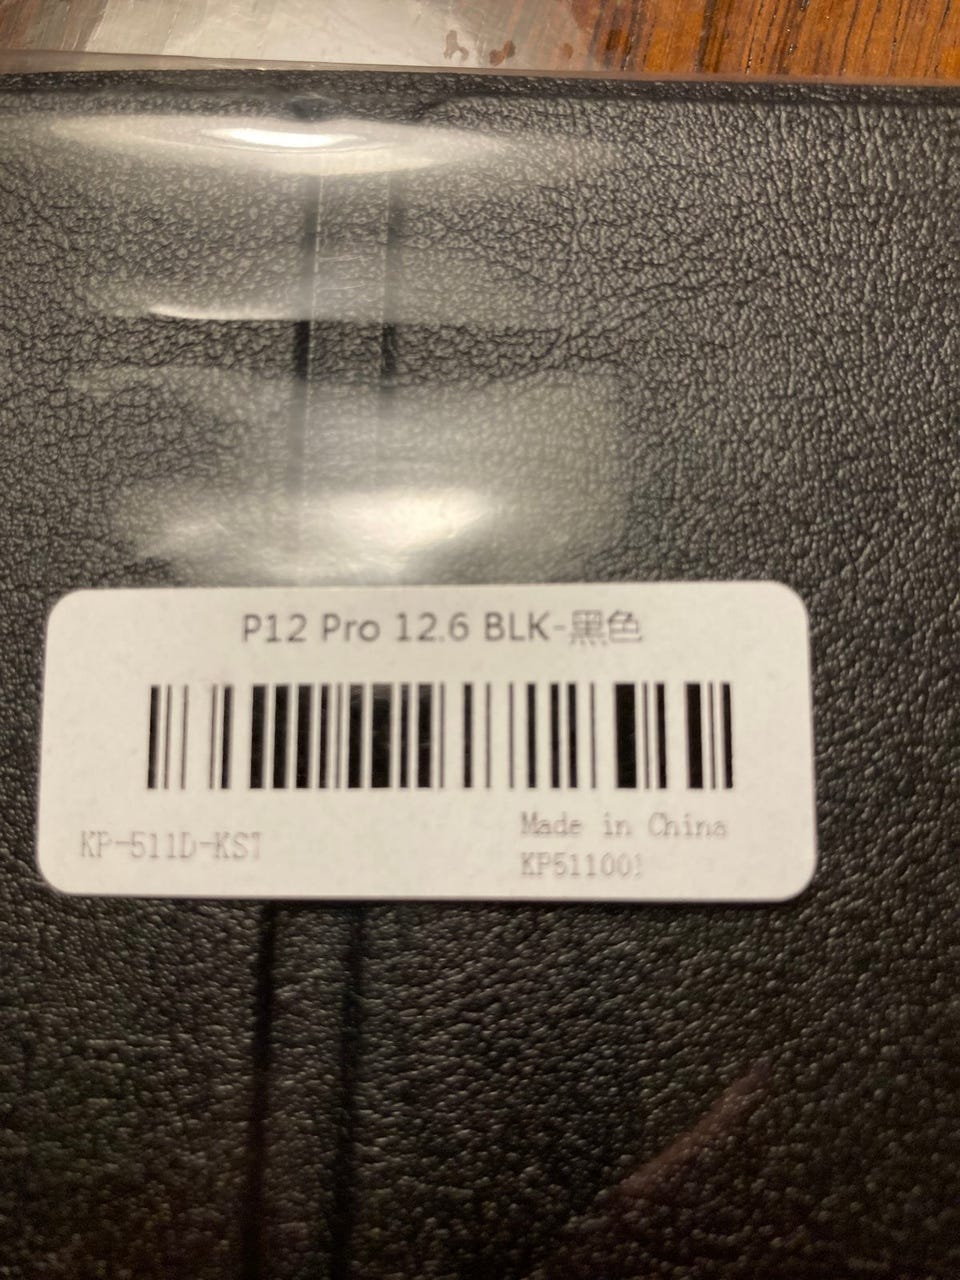 P12 Pro 12.6 BLK-黑色
KP-511D-KST
Made in China
KP511001